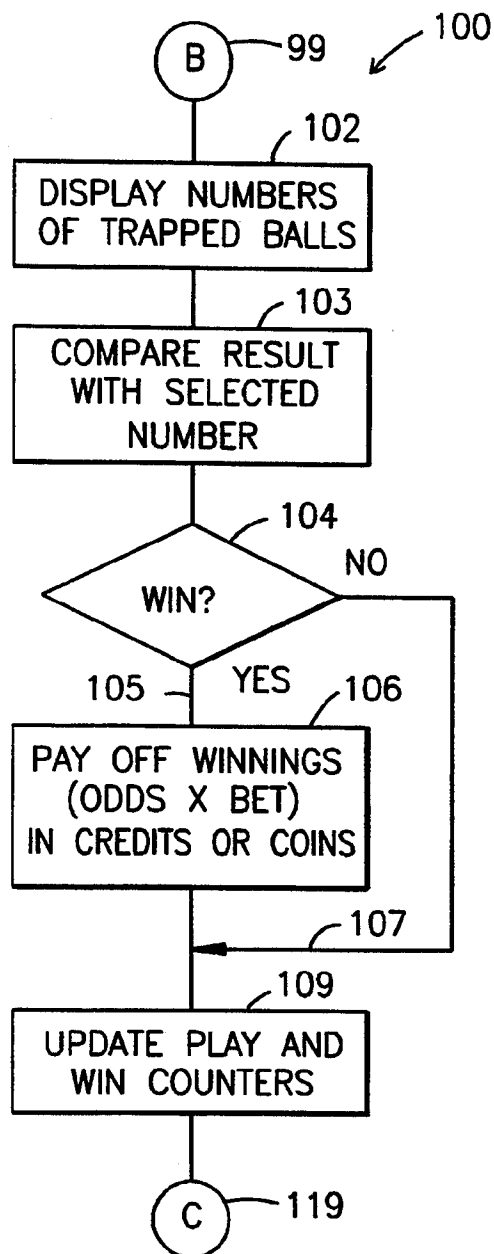 B
99
100
102
DISPLAY NUMBERS
OF TRAPPED BALLS
103
COMPARE RESULT
WITH SELECTED
NUMBER
104
WIN?
NO
105
YES
106
PAY OFF WINNINGS
(ODDS X BET)
IN CREDITS OR COINS
107
109
UPDATE PLAY AND
WIN COUNTERS
C
119